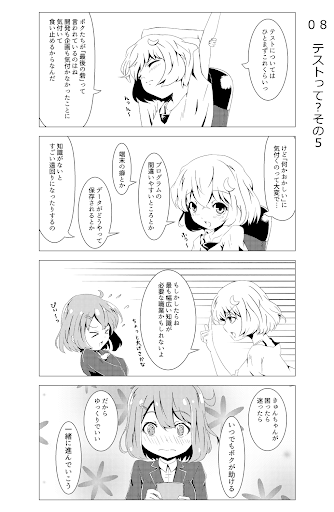 08 テストって？その5
テストについては
ひとまずこれくらいっ
ボクたちが「最後の砦」って
言われているのはね
開発も企画も気付かなかったことに
気付いて
食い止めるからなんだ
けど「何かおかしい」に
気付くのって大変で…
プログラムの
間違いやすいところとか
端末の癖とか
データがどうやって
保存されるとか
知識がないと
すごい遠回りになったりするの
もしかしたらね
最も幅広い知識が
必要な職業かもしれないよ
きゅんちゃんが
困ったら
迷ったら
いつでもボクが助ける
だから
ゆっくりでいい
一緒に進んでいこう